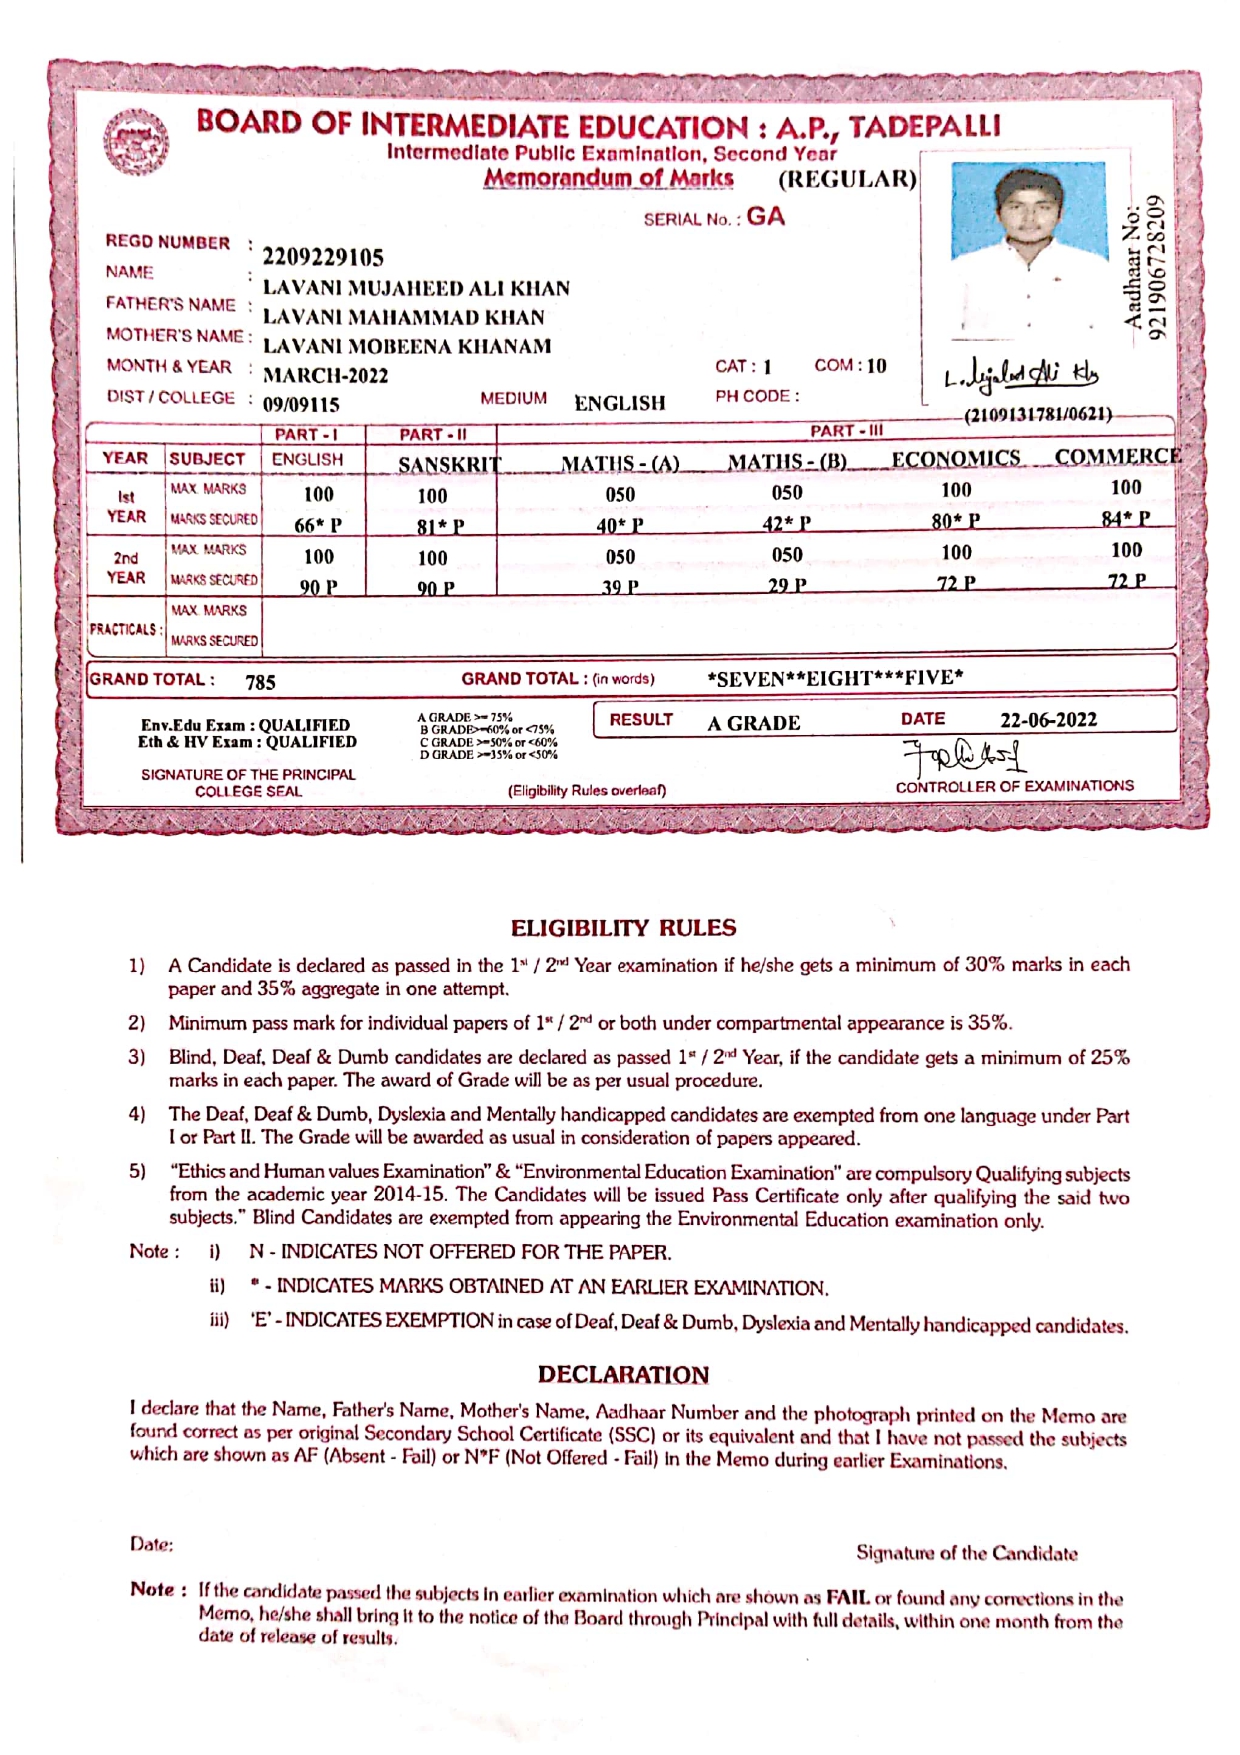 BOARD OF INTERMEDIATE EDUCATION : A.P., TADEPALLI
Intermediate Public Examination, Second Year
Memorandum of Marks (REGULAR)
SERIAL No. : GA
REGD NUMBER : 2209229105
NAME : LAVANI MUJAHEED ALI KHAN
FATHER'S NAME : LAVANI MAHAMMAD KHAN
MOTHER'S NAME : LAVANI MOBEENA KHANAM
MONTH & YEAR : MARCH-2022 CAT : 1 COM : 10
DIST / COLLEGE : 09/09115 MEDIUM ENGLISH PH CODE :
Aadhaar No:
921906728209
(2109131781/0621)
PART - I PART - II PART - III
YEAR SUBJECT ENGLISH SANSKRIT MATHS - (A) MATHS - (B) ECONOMICS COMMERCE
Ist YEAR MAX. MARKS 100 100 050 050 100 100
MARKS SECURED 66* P 81* P 40* P 42* P 80* P 84* P
2nd YEAR MAX. MARKS 100 100 050 050 100 100
MARKS SECURED 90 P 90 P 39 P 29 P 72 P 72 P
PRACTICALS : MAX. MARKS
MARKS SECURED
GRAND TOTAL : 785 GRAND TOTAL : (in words) *SEVEN**EIGHT***FIVE*
Env.Edu Exam : QUALIFIED
Eth & HV Exam : QUALIFIED
A GRADE >= 75%
B GRADE>=60% or <75%
C GRADE >=50% or <60%
D GRADE >=35% or <50%
RESULT A GRADE DATE 22-06-2022
SIGNATURE OF THE PRINCIPAL
COLLEGE SEAL
(Eligibility Rules overleaf)
CONTROLLER OF EXAMINATIONS
ELIGIBILITY RULES
1) A Candidate is declared as passed in the 1st / 2nd Year examination if he/she gets a minimum of 30% marks in each
paper and 35% aggregate in one attempt.
2) Minimum pass mark for individual papers of 1st / 2nd or both under compartmental appearance is 35%.
3) Blind, Deaf, Deaf & Dumb candidates are declared as passed 1st / 2nd Year, if the candidate gets a minimum of 25%
marks in each paper. The award of Grade will be as per usual procedure.
4) The Deaf, Deaf & Dumb, Dyslexia and Mentally handicapped candidates are exempted from one language under Part
I or Part II. The Grade will be awarded as usual in consideration of papers appeared.
5) "Ethics and Human values Examination" & "Environmental Education Examination" are compulsory Qualifying subjects
from the academic year 2014-15. The Candidates will be issued Pass Certificate only after qualifying the said two
subjects." Blind Candidates are exempted from appearing the Environmental Education examination only.
Note : i) N - INDICATES NOT OFFERED FOR THE PAPER.
ii) * - INDICATES MARKS OBTAINED AT AN EARLIER EXAMINATION.
iii) 'E' - INDICATES EXEMPTION in case of Deaf, Deaf & Dumb, Dyslexia and Mentally handicapped candidates.
DECLARATION
I declare that the Name, Father's Name, Mother's Name, Aadhaar Number and the photograph printed on the Memo are
found correct as per original Secondary School Certificate (SSC) or its equivalent and that I have not passed the subjects
which are shown as AF (Absent - Fail) or N*F (Not Offered - Fail) in the Memo during earlier Examinations.
Date:
Signature of the Candidate
Note : If the candidate passed the subjects in earlier examination which are shown as FAIL or found any corrections in the
Memo, he/she shall bring it to the notice of the Board through Principal with full details, within one month from the
date of release of results.